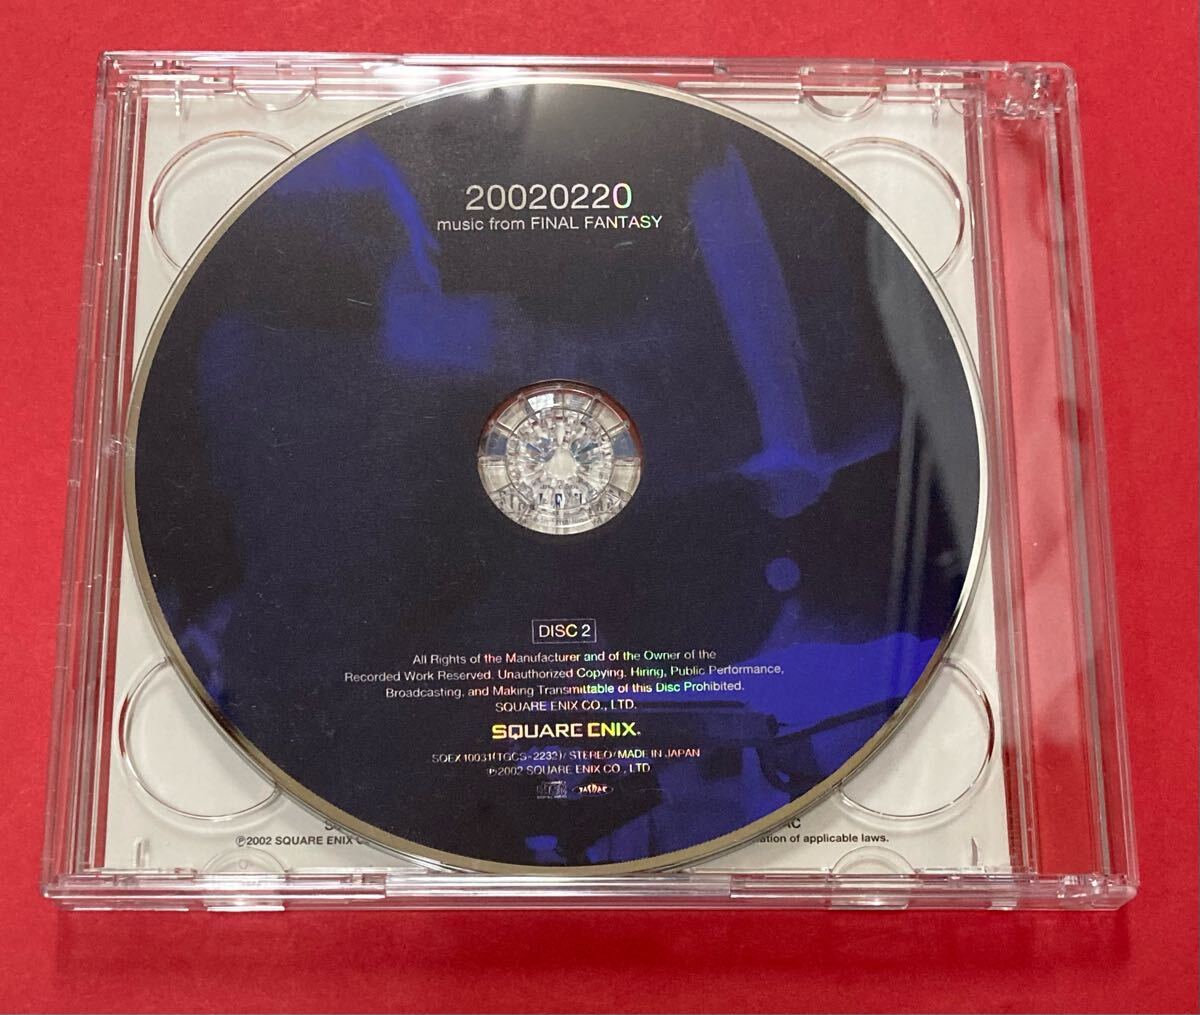 20020220
music from FINAL FANTASY
DISC 2
All Rights of the Manufacturer and of the Owner of the
Recorded Work Reserved. Unauthorized Copying, Hiring, Public Performance,
Broadcasting, and Making Transmittable of this Disc Prohibited.
SQUARE ENIX CO., LTD.
SQUARE ENIX.
SQEX 10031(TGCS-2232)/ STEREO/MADE IN JAPAN
℗2002 SQUARE ENIX CO., LTD.
JASRAC
℗2002 SQUARE ENIX
of applicable laws.